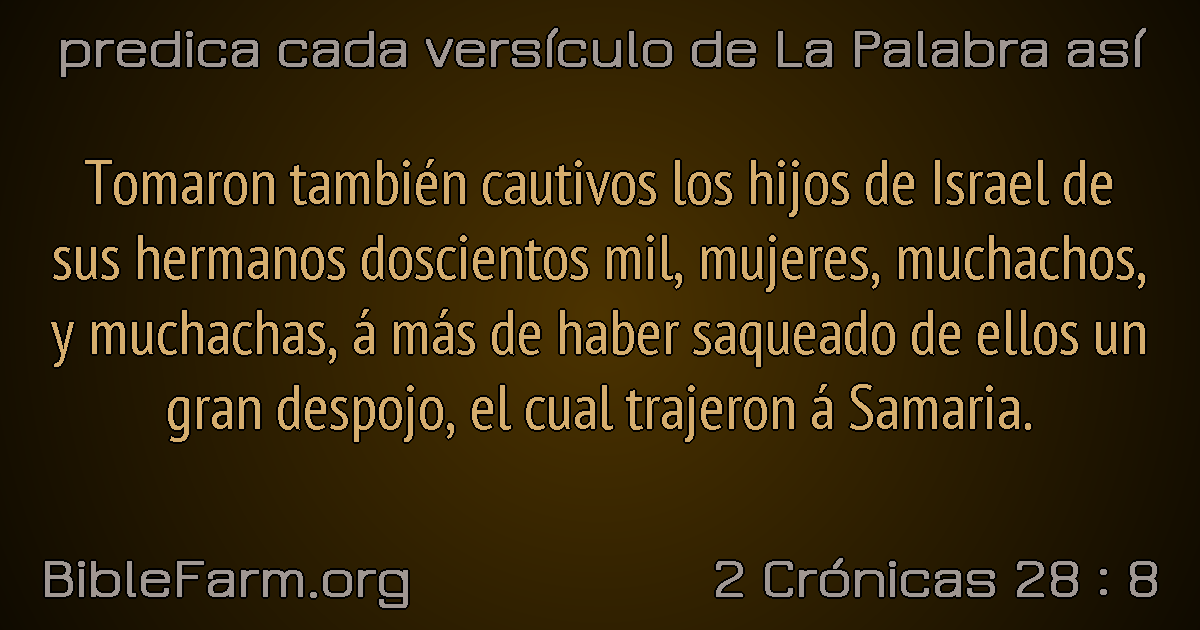 predica cada versículo de La Palabra así
Tomaron también cautivos los hijos de Israel de
sus hermanos doscientos mil, mujeres, muchachos,
y muchachas, á más de haber saqueado de ellos un
gran despojo, el cual trajeron á Samaria.
BibleFarm.org
2 Crónicas 28 : 8